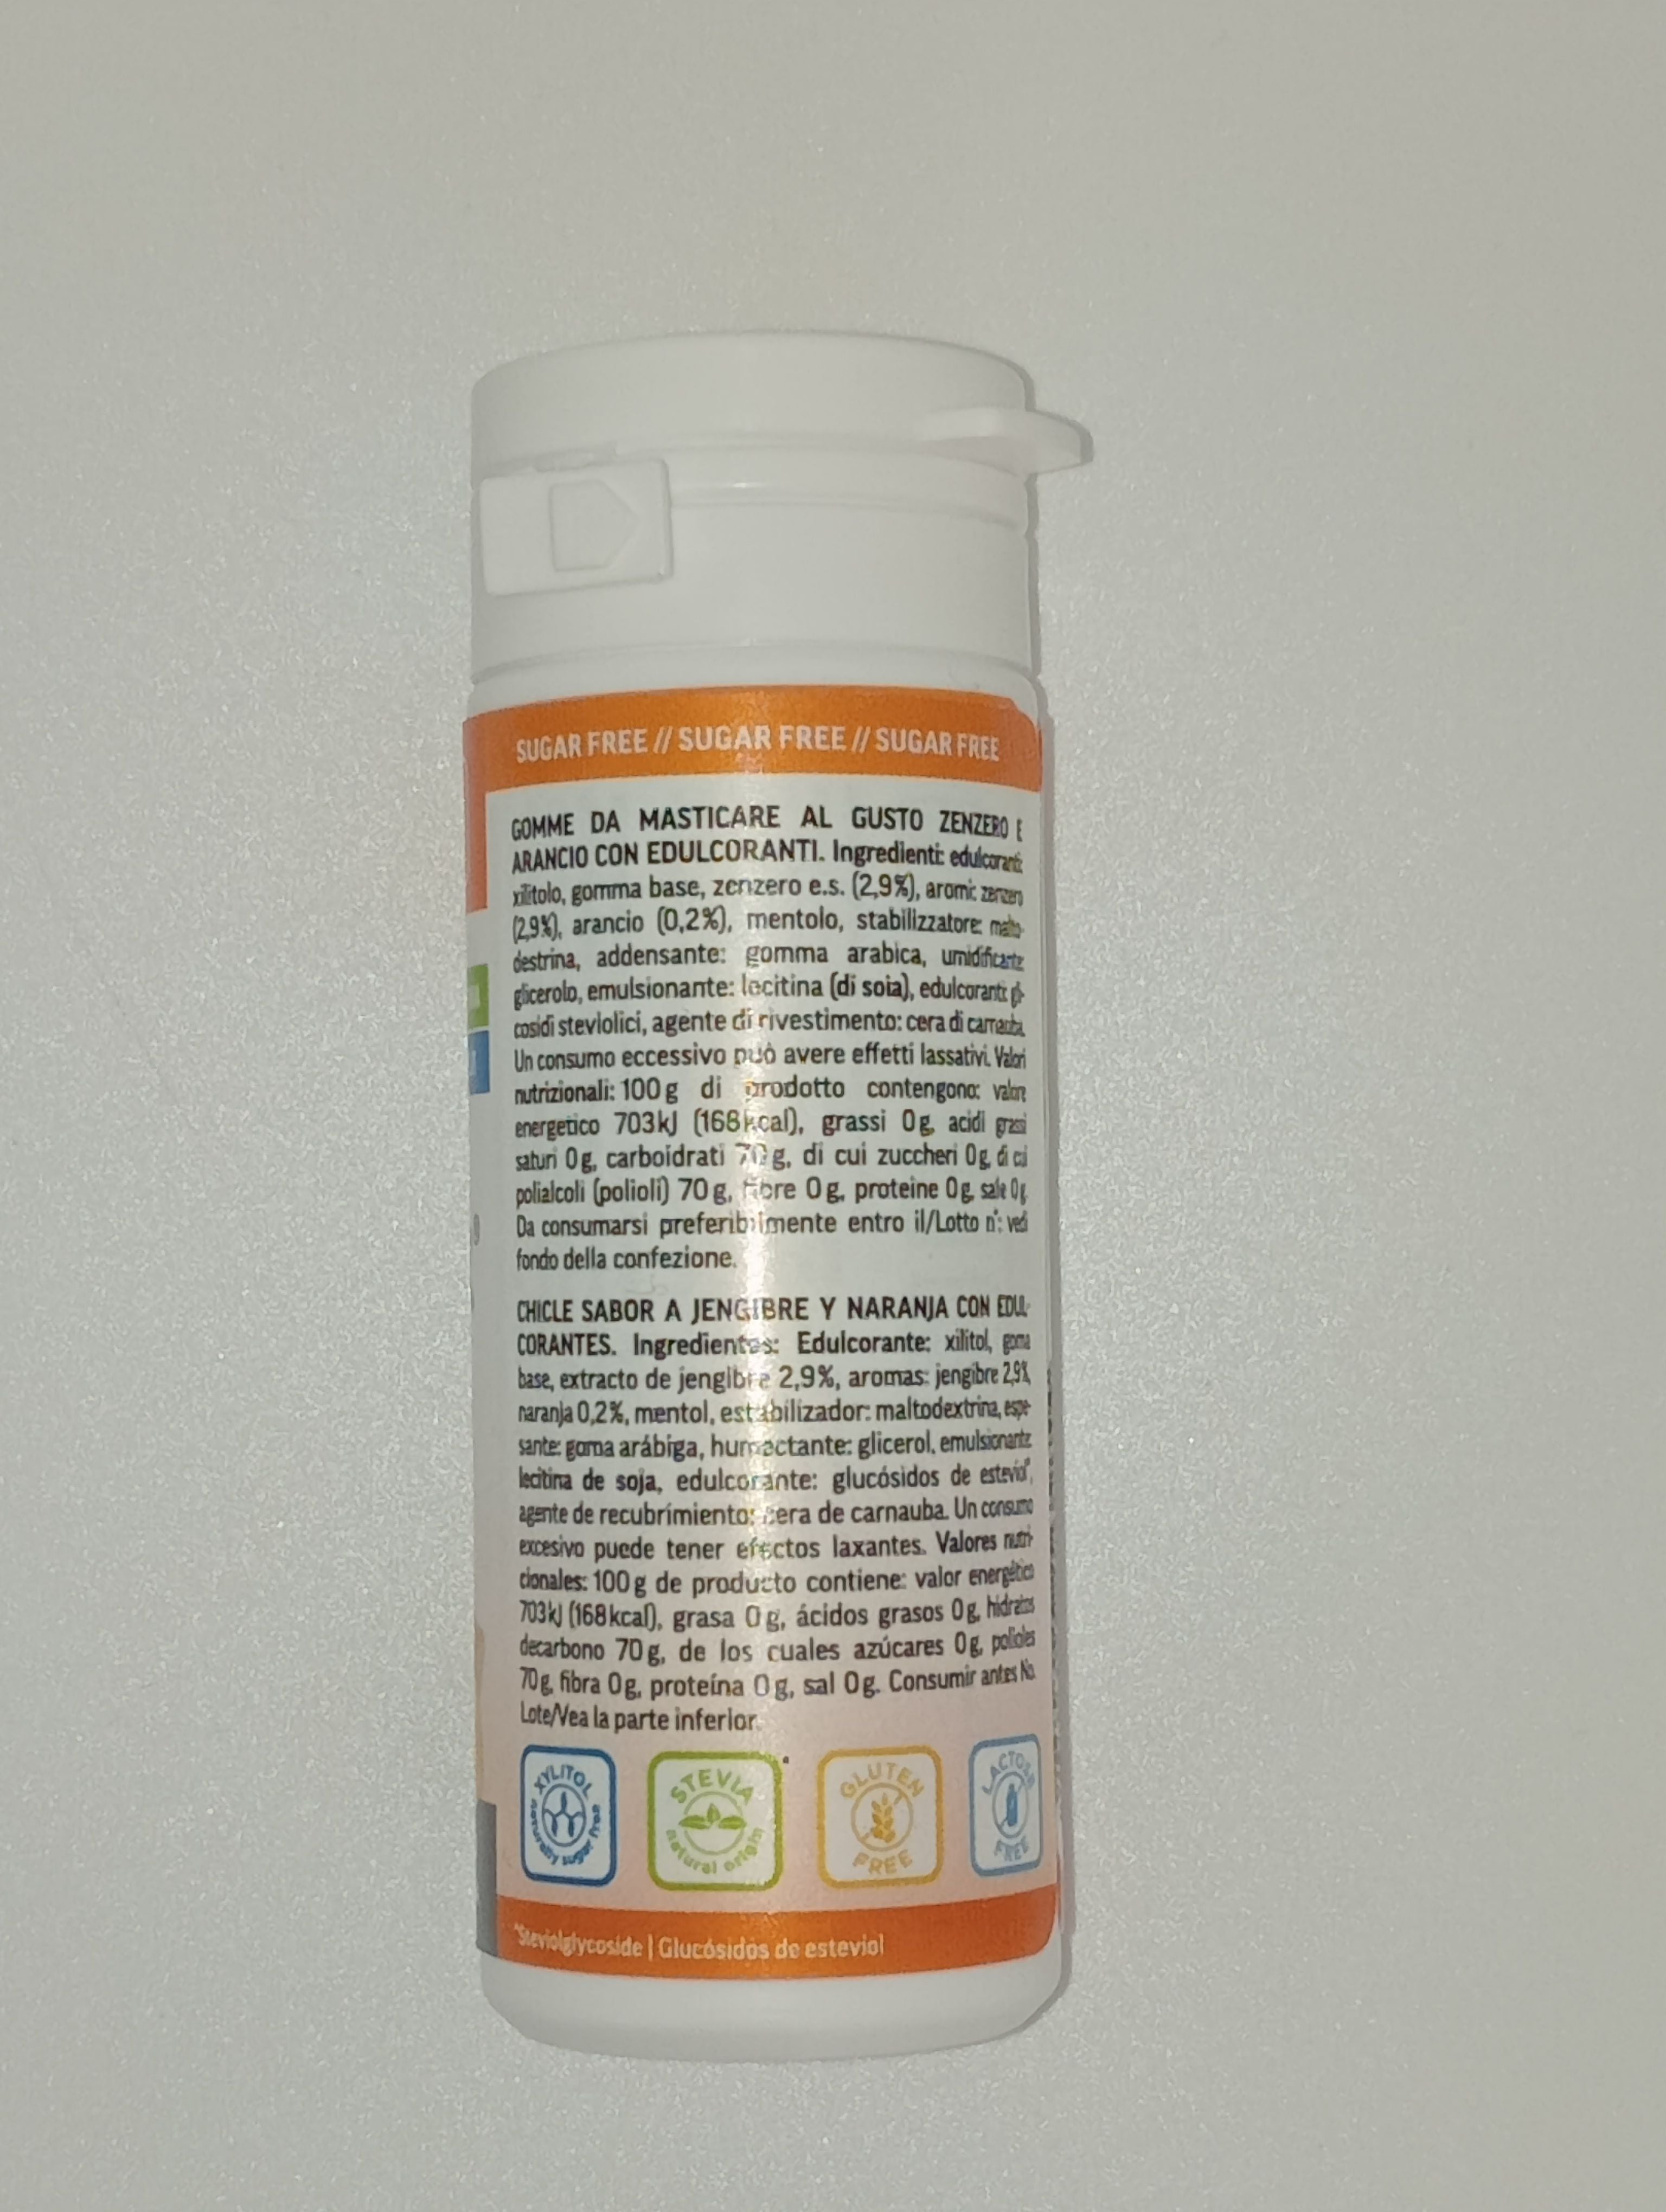 SUGAR FREE // SUGAR FREE // SUGAR FREE
GOMME DA MASTICARE AL GUSTO ZENZERO E
ARANCIO CON EDULCORANTI. Ingredienti: edulcoranti:
xilitolo, gomma base, zenzero e.s. (2,9%), aromi: zenzero
(2,9%), arancio (0,2%), mentolo, stabilizzatore: malto-
destrina, addensante: gomma arabica, umidificante:
glicerolo, emulsionante: lecitina (di soia), edulcorante: gli-
cosidi steviolici, agente di rivestimento: cera di carnauba.
Un consumo eccessivo può avere effetti lassativi. Valori
nutrizionali: 100 g di prodotto contengono: valore
energetico 703 kJ (168 kcal), grassi 0 g, acidi grassi
saturi 0 g, carboidrati 70 g, di cui zuccheri 0 g, di cui
polialcoli (polioli) 70 g, fibre 0 g, proteine 0 g, sale 0 g.
Da consumarsi preferibilmente entro il/Lotto n°: vedi
fondo della confezione.
CHICLE SABOR A JENGIBRE Y NARANJA CON EDUL-
CORANTES. Ingredientes: Edulcorante: xilitol, goma
base, extracto de jengibre 2,9%, aromas: jengibre 2,9%,
naranja 0,2%, mentol, estabilizador: maltodextrina, espe-
sante: goma arábiga, humectante: glicerol, emulsionante:
lecitina de soja, edulcorante: glucósidos de esteviol*,
agente de recubrimiento: cera de carnauba. Un consumo
excesivo puede tener efectos laxantes. Valores nutri-
cionales: 100 g de producto contiene: valor energético
703 kJ (168 kcal), grasa 0 g, ácidos grasos 0 g, hidratos
decarbono 70 g, de los cuales azúcares 0 g, polioles
70 g, fibra 0 g, proteína 0 g, sal 0 g. Consumir antes No.
Lote/Vea la parte inferior.
XYLITOL naturally sugar free
STEVIA natural origin *
GLUTEN FREE
LACTOSE FREE
*Steviolglycoside | Glucósidos de esteviol